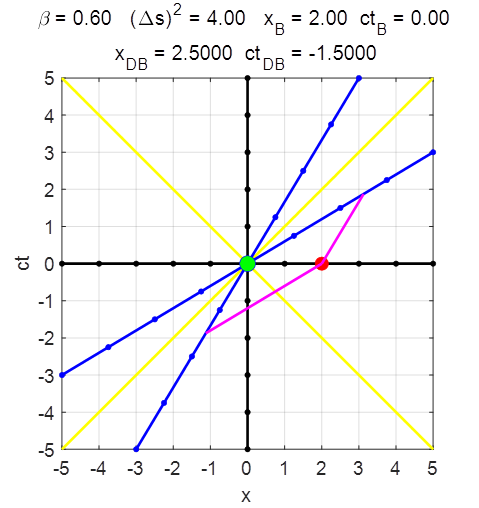 β = 0.60 (Δs)² = 4.00 x_B = 2.00 ct_B = 0.00
x_DB = 2.5000 ct_DB = -1.5000
5
4
3
2
1
0
-1
-2
-3
-4
-5
ct
-5 -4 -3 -2 -1 0 1 2 3 4 5
x